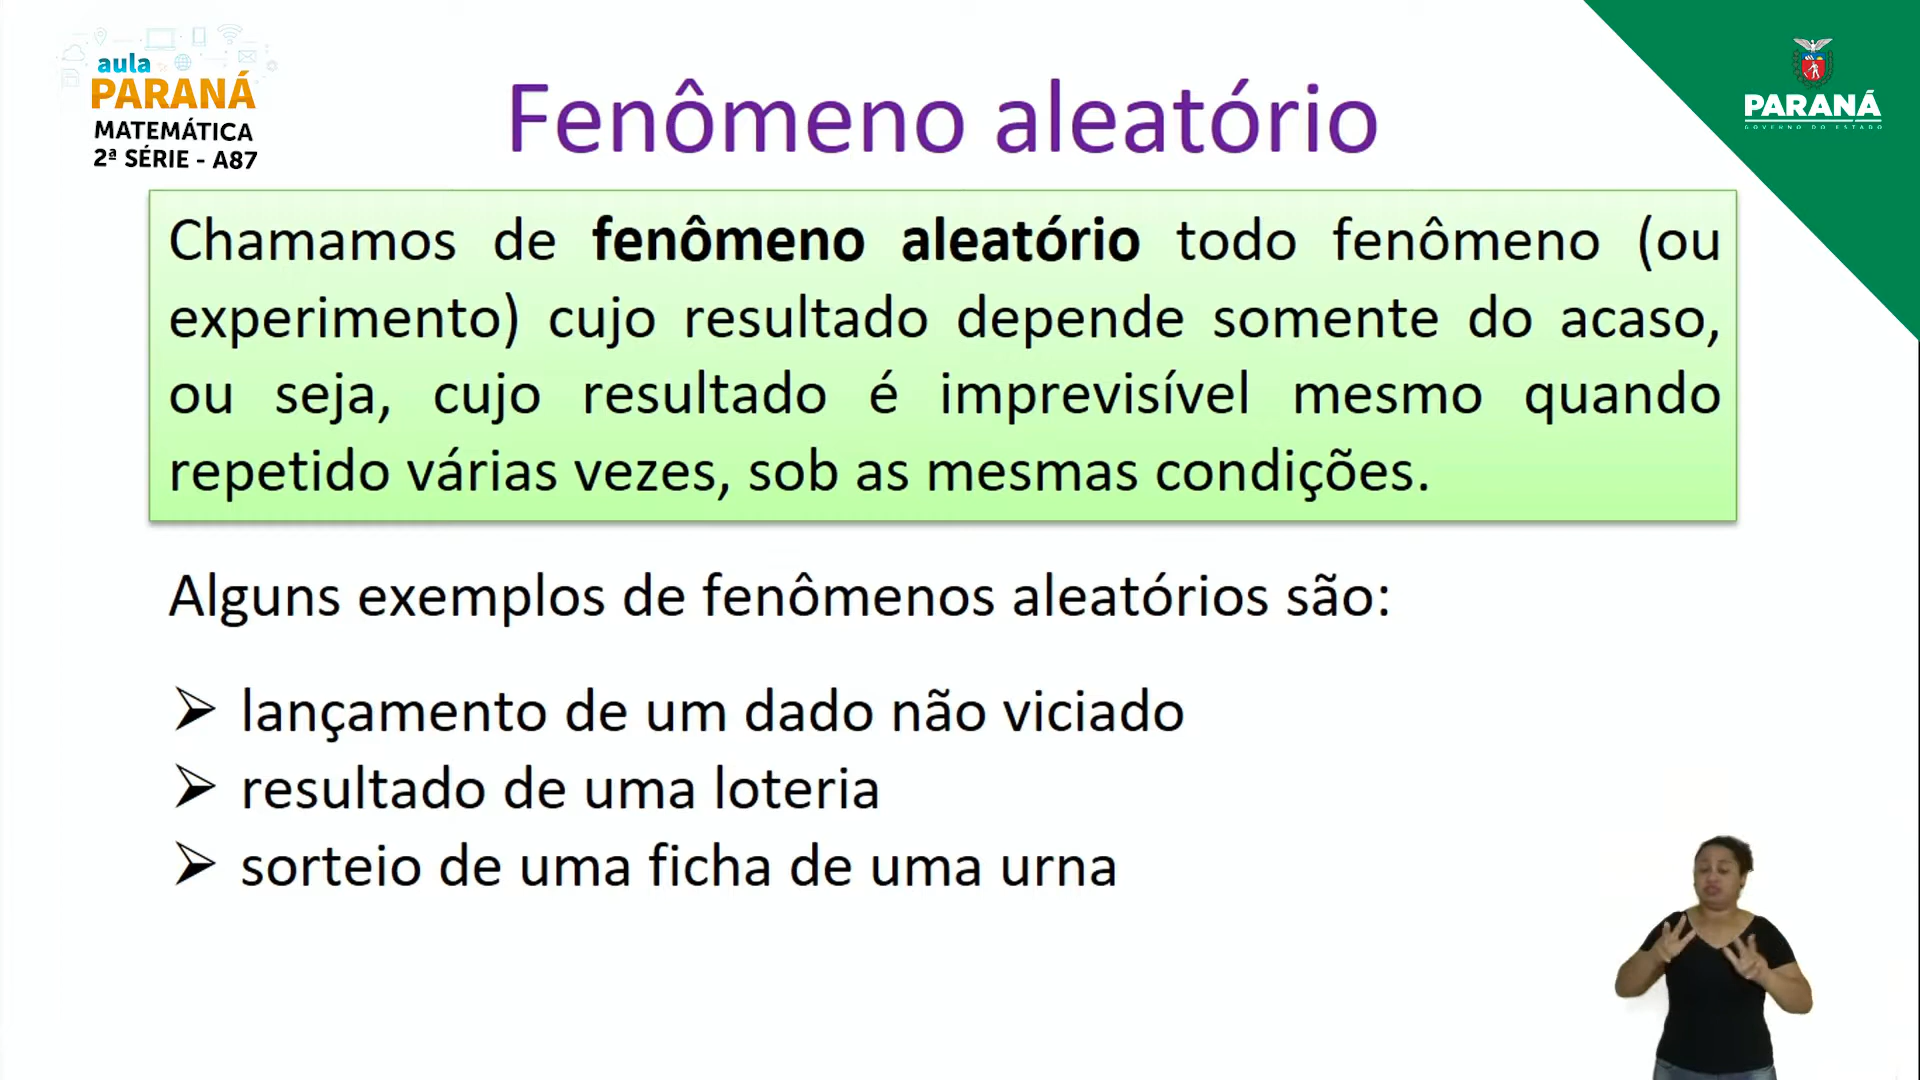 aula
PARANÁ
MATEMÁTICA
2ª SÉRIE - A87
PARANÁ
GOVERNO DO ESTADO
Fenômeno aleatório
Chamamos de fenômeno aleatório todo fenômeno (ou
experimento) cujo resultado depende somente do acaso,
ou seja, cujo resultado é imprevisível mesmo quando
repetido várias vezes, sob as mesmas condições.
Alguns exemplos de fenômenos aleatórios são:
➢ lançamento de um dado não viciado
➢ resultado de uma loteria
➢ sorteio de uma ficha de uma urna